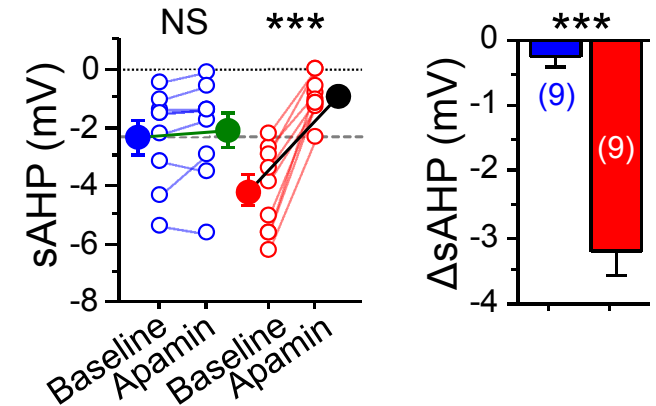 NS ***
sAHP (mV)
0
-2
-4
-6
-8
Baseline
Apamin
Baseline
Apamin
***
ΔsAHP (mV)
0
-1
-2
-3
-4
(9)
(9)